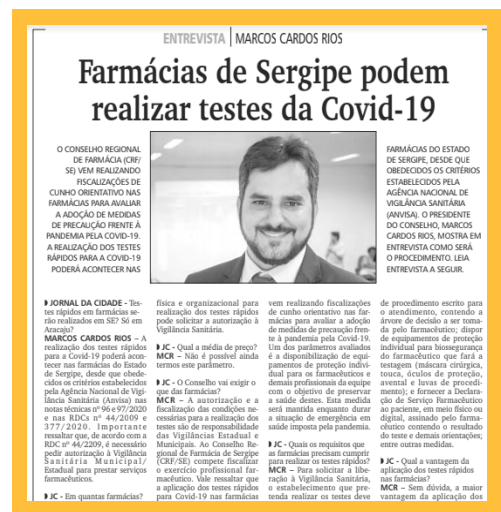 ENTREVISTA | MARCOS CARDOS RIOS
Farmácias de Sergipe podem
realizar testes da Covid-19
O CONSELHO REGIONAL
DE FARMÁCIA (CRF/
SE) VEM REALIZANDO
FISCALIZAÇÕES DE
CUNHO ORIENTATIVO NAS
FARMÁCIAS PARA AVALIAR
A ADOÇÃO DE MEDIDAS
DE PRECAUÇÃO FRENTE À
PANDEMIA PELA COVID-19.
A REALIZAÇÃO DOS TESTES
RÁPIDOS PARA A COVID-19
PODERÁ ACONTECER NAS
FARMÁCIAS DO ESTADO
DE SERGIPE, DESDE QUE
OBEDECIDOS OS CRITÉRIOS
ESTABELECIDOS PELA
AGÊNCIA NACIONAL DE
VIGILÂNCIA SANITÁRIA
(ANVISA). O PRESIDENTE
DO CONSELHO, MARCOS
CARDOS RIOS, MOSTRA EM
ENTREVISTA COMO SERÁ
O PROCEDIMENTO. LEIA
ENTREVISTA A SEGUIR.
JORNAL DA CIDADE - Tes-
tes rápidos em farmácias se-
rão realizados em SE? Só em
Aracaju?
MARCOS CARDOS RIOS – A
realização dos testes rápidos
para a Covid-19 poderá acon-
tecer nas farmácias do Estado
de Sergipe, desde que obede-
cidos os critérios estabelecidos
pela Agência Nacional de Vigi-
lância Sanitária (Anvisa) nas
notas técnicas nº 96 e 97/2020
e nas RDCs nº 44/2009 e
377/2020. Importante
ressaltar que, de acordo com a
RDC nº 44/2209, é necessário
pedir autorização à Vigilância
Sanitária Municipal/
Estadual para prestar serviços
farmacêuticos.
JC - Em quantas farmácias?
física e organizacional para
realização dos testes rápidos
pode solicitar a autorização à
Vigilância Sanitária.
JC - Qual a média de preço?
MCR – Não é possível ainda
termos este parâmetro.
JC - O Conselho vai exigir o
que das farmácias?
MCR – A autorização e a
fiscalização das condições ne-
cessárias para a realização dos
testes são de responsabilidade
das Vigilâncias Estadual e
Municipais. Ao Conselho Re-
gional de Farmácia de Sergipe
(CRF/SE) compete fiscalizar
o exercício profissional far-
macêutico. Vale ressaltar que
a aplicação dos testes rápidos
para Covid-19 nas farmácias
vem realizando fiscalizações
de cunho orientativo nas far-
mácias para avaliar a adoção
de medidas de precaução fren-
te à pandemia pela Covid-19.
Um dos parâmetros avaliados
é a disponibilização de equi-
pamentos de proteção indivi-
dual para os farmacêuticos e
demais profissionais da equipe
com o objetivo de preservar
a saúde destes. Esta medida
será mantida enquanto durar
a situação de emergência em
saúde imposta pela pandemia.
JC - Quais os requisitos que
as farmácias precisam cumprir
para realizar os testes rápidos?
MCR – Para solicitar a libe-
ração à Vigilância Sanitária,
o estabelecimento que pre-
tenda realizar os testes deve
de procedimento escrito para
o atendimento, contendo a
árvore de decisão a ser toma-
da pelo farmacêutico; dispor
de equipamentos de proteção
individual para biossegurança
do farmacêutico que fará a
testagem (máscara cirúrgica,
touca, óculos de proteção,
avental e luvas de procedi-
mento); e fornecer a Declara-
ção de Serviço Farmacêutico
ao paciente, em meio físico ou
digital, assinado pelo farma-
cêutico contendo o resultado
do teste e demais orientações;
entre outras medidas.
JC - Qual a vantagem da
aplicação dos testes rápidos
nas farmácias?
MCR – Sem dúvida, a maior
vantagem da aplicação dos